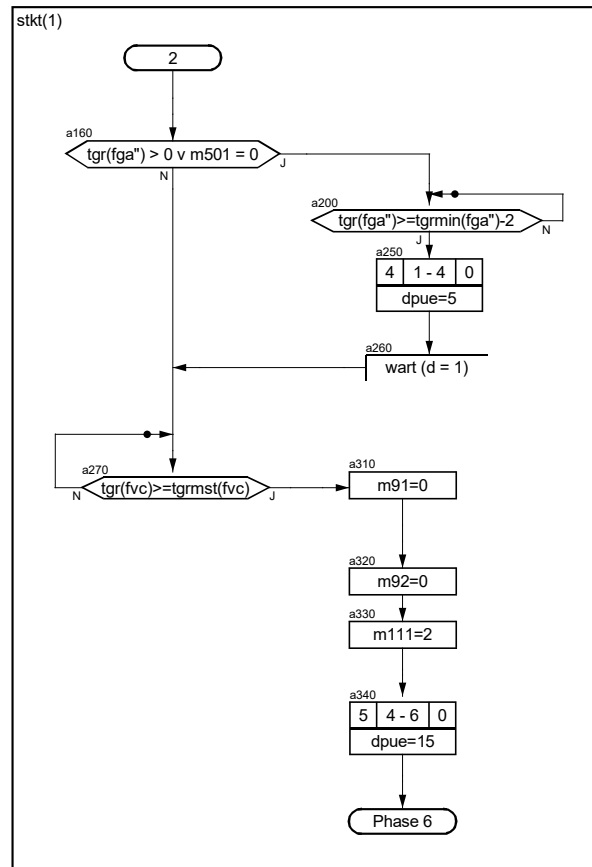 stkt(1)
2
a160
tgr(fga") > 0 v m501 = 0
N
J
a200
tgr(fga")>=tgrmin(fga")-2
J
N
a250
4 1 - 4 0
dpue=5
a260
wart (d = 1)
a270
N
tgr(fvc)>=tgrmst(fvc)
J
a310
m91=0
a320
m92=0
a330
m111=2
a340
5 4 - 6 0
dpue=15
Phase 6